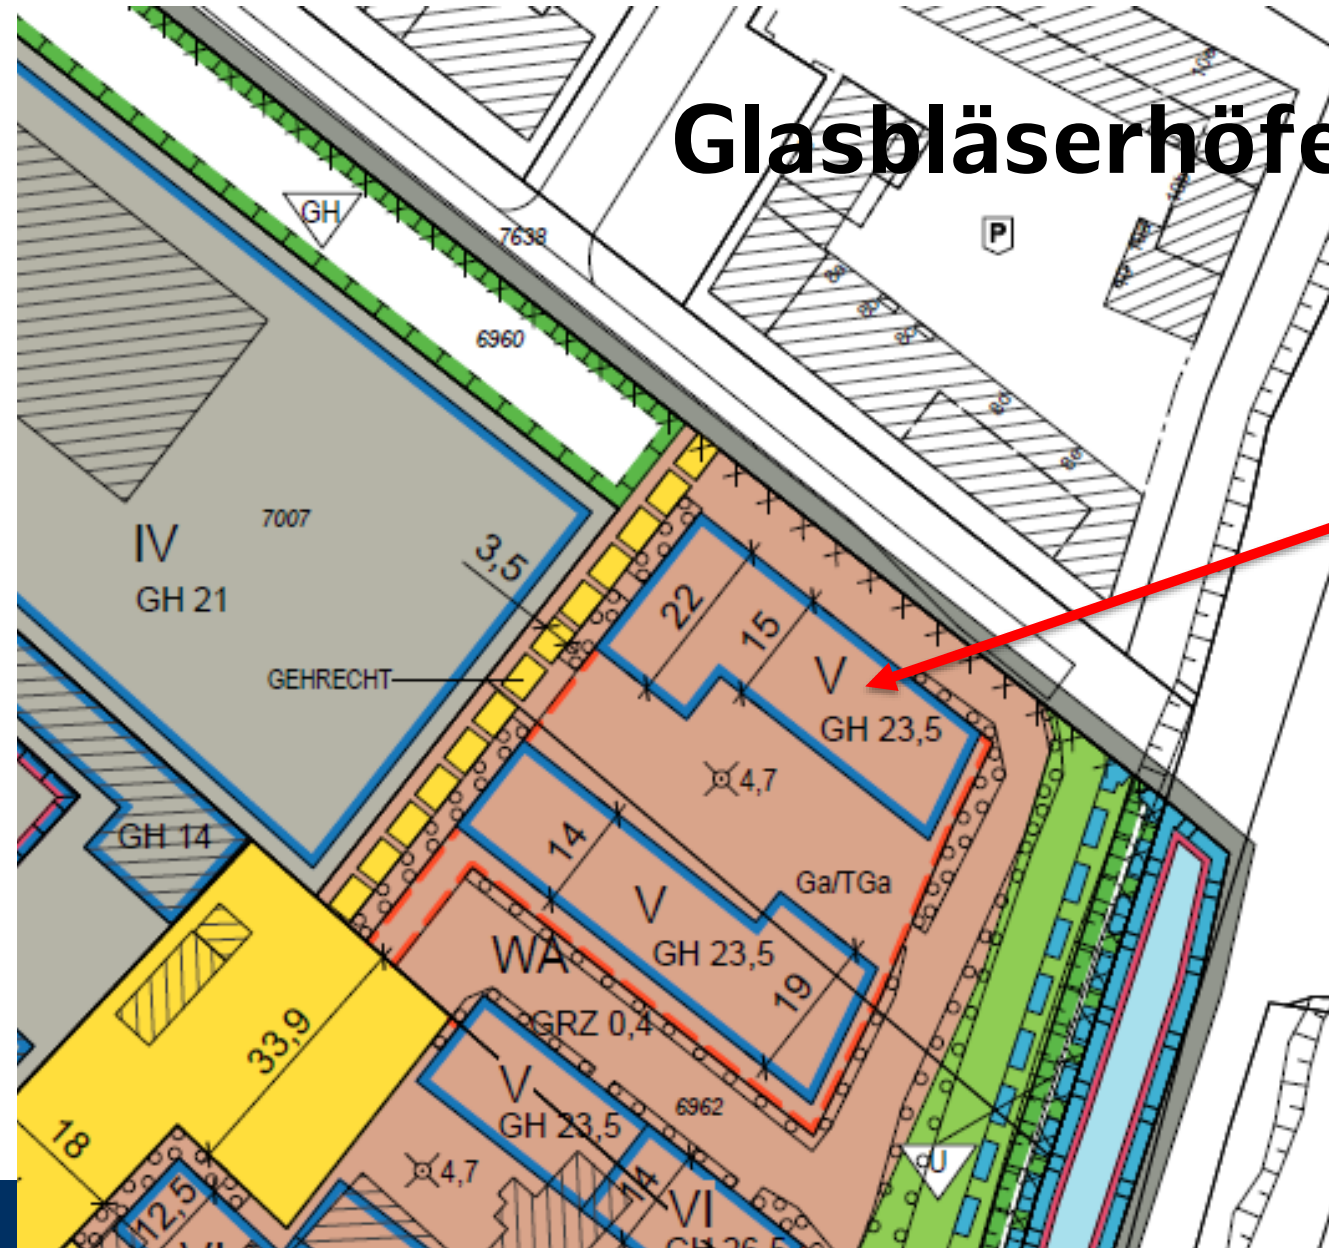 Glasbläserhöfe
P
GH
7638
6960
7007
IV
GH 21
3,5
22
15
V
GH 23,5
GEHRECHT
4,7
GH 14
14
Ga/TGa
V
GH 23,5
WA
19
GRZ 0,4
33,9
V
GH 23,5
6962
18
4,7
14
U
12,5
VI